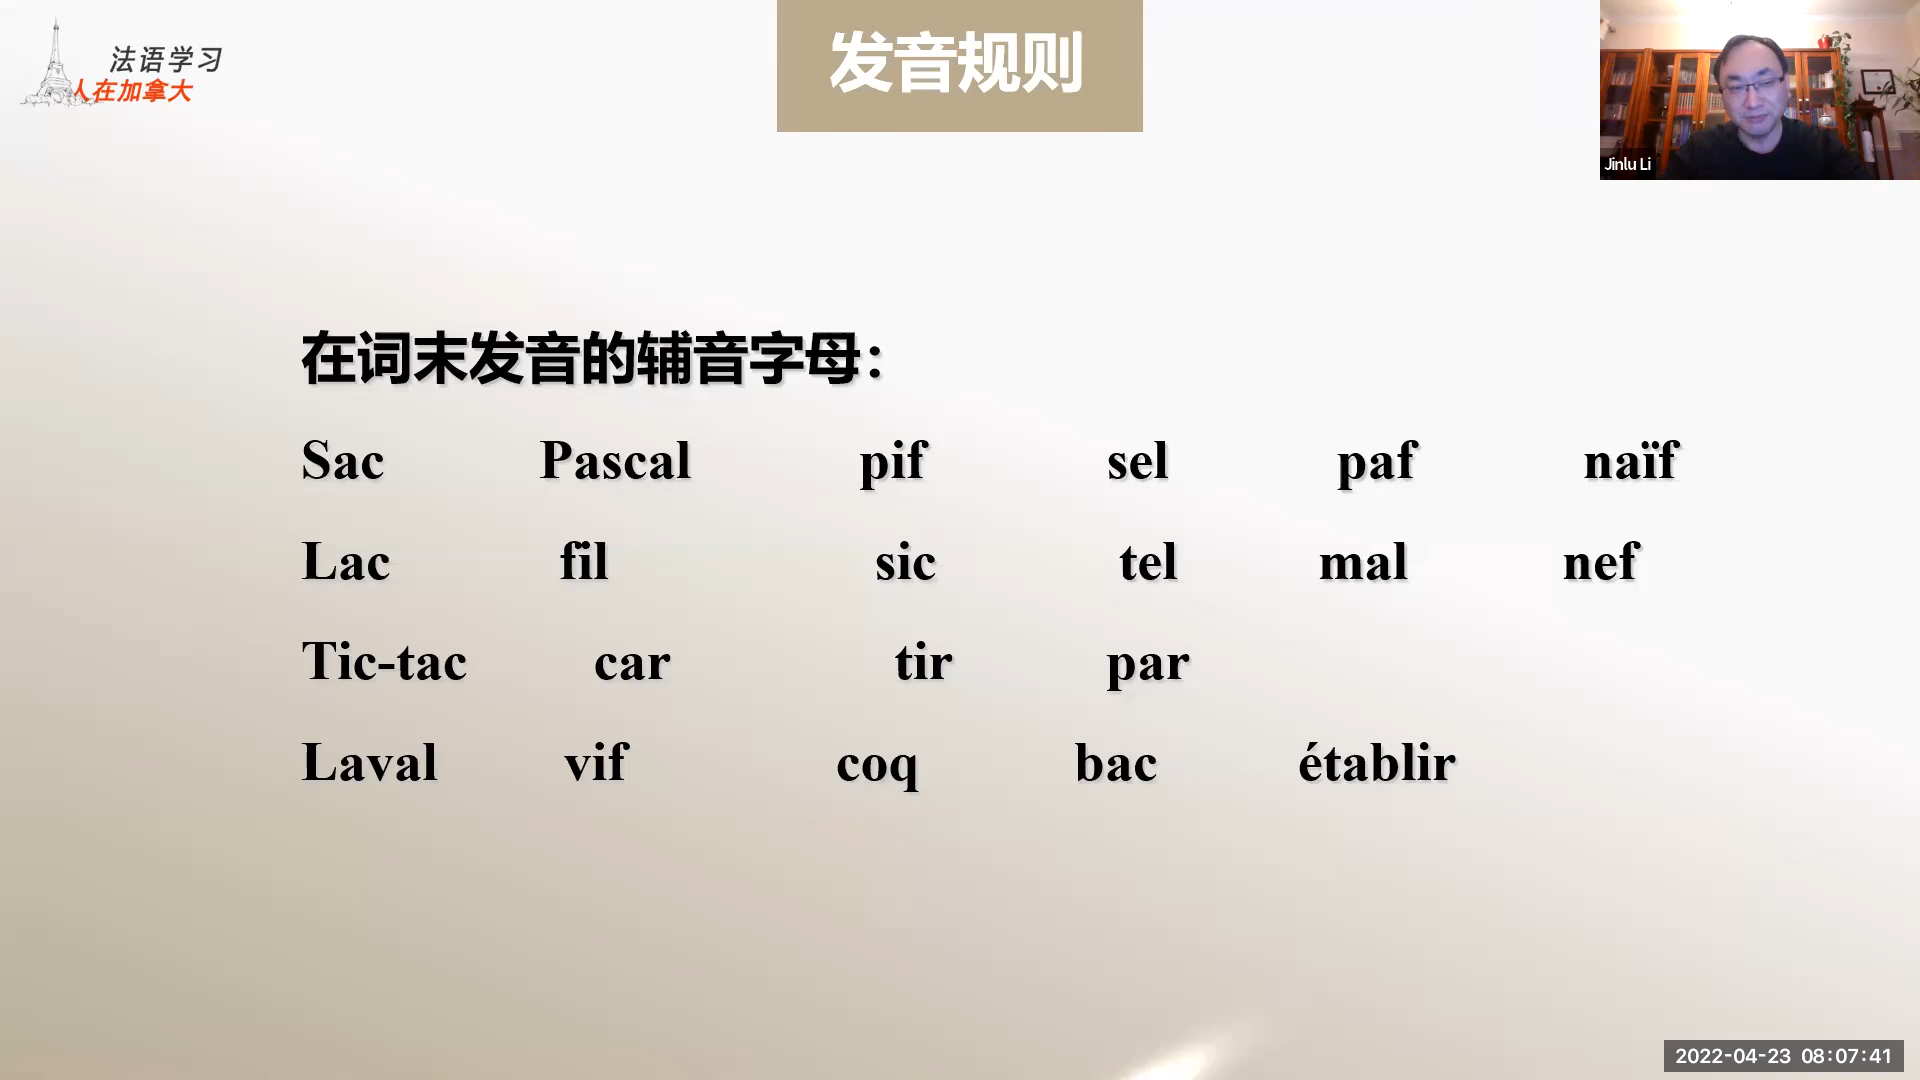 法语学习
人在加拿大
发音规则
Jinlu Li
在词末发音的辅音字母：
Sac Pascal pif sel paf naïf
Lac fil sic tel mal nef
Tic-tac car tir par
Laval vif coq bac établir
2022-04-23 08:07:41